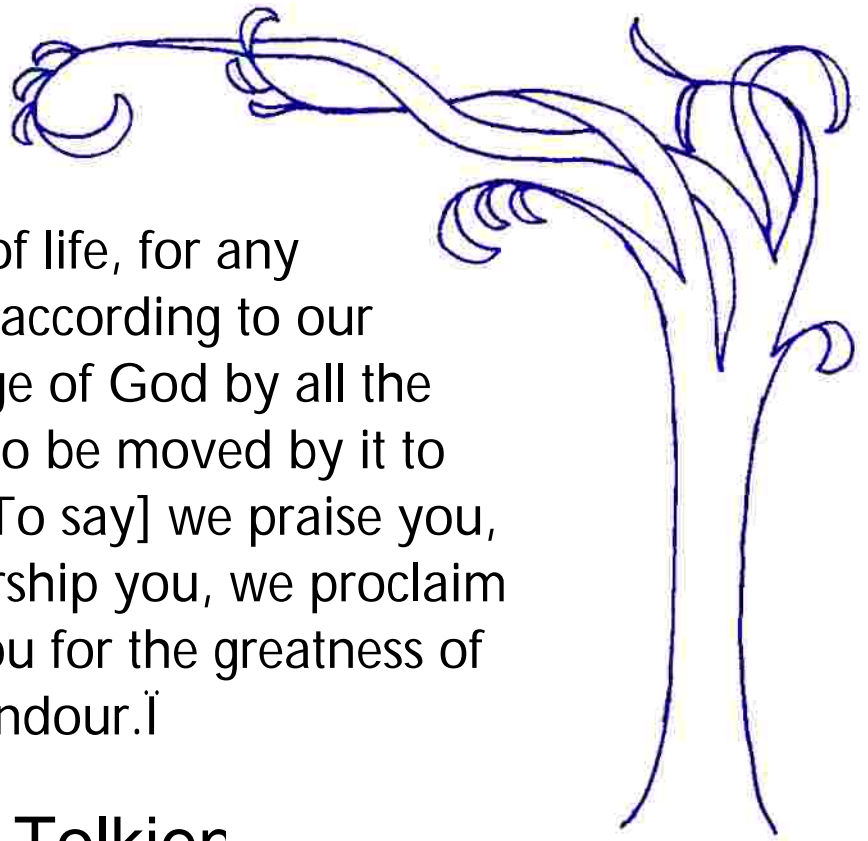 of life, for any
according to our
ge of God by all the
o be moved by it to
To say] we praise you,
rship you, we proclaim
ou for the greatness of
ndour.Ï
Tolkien